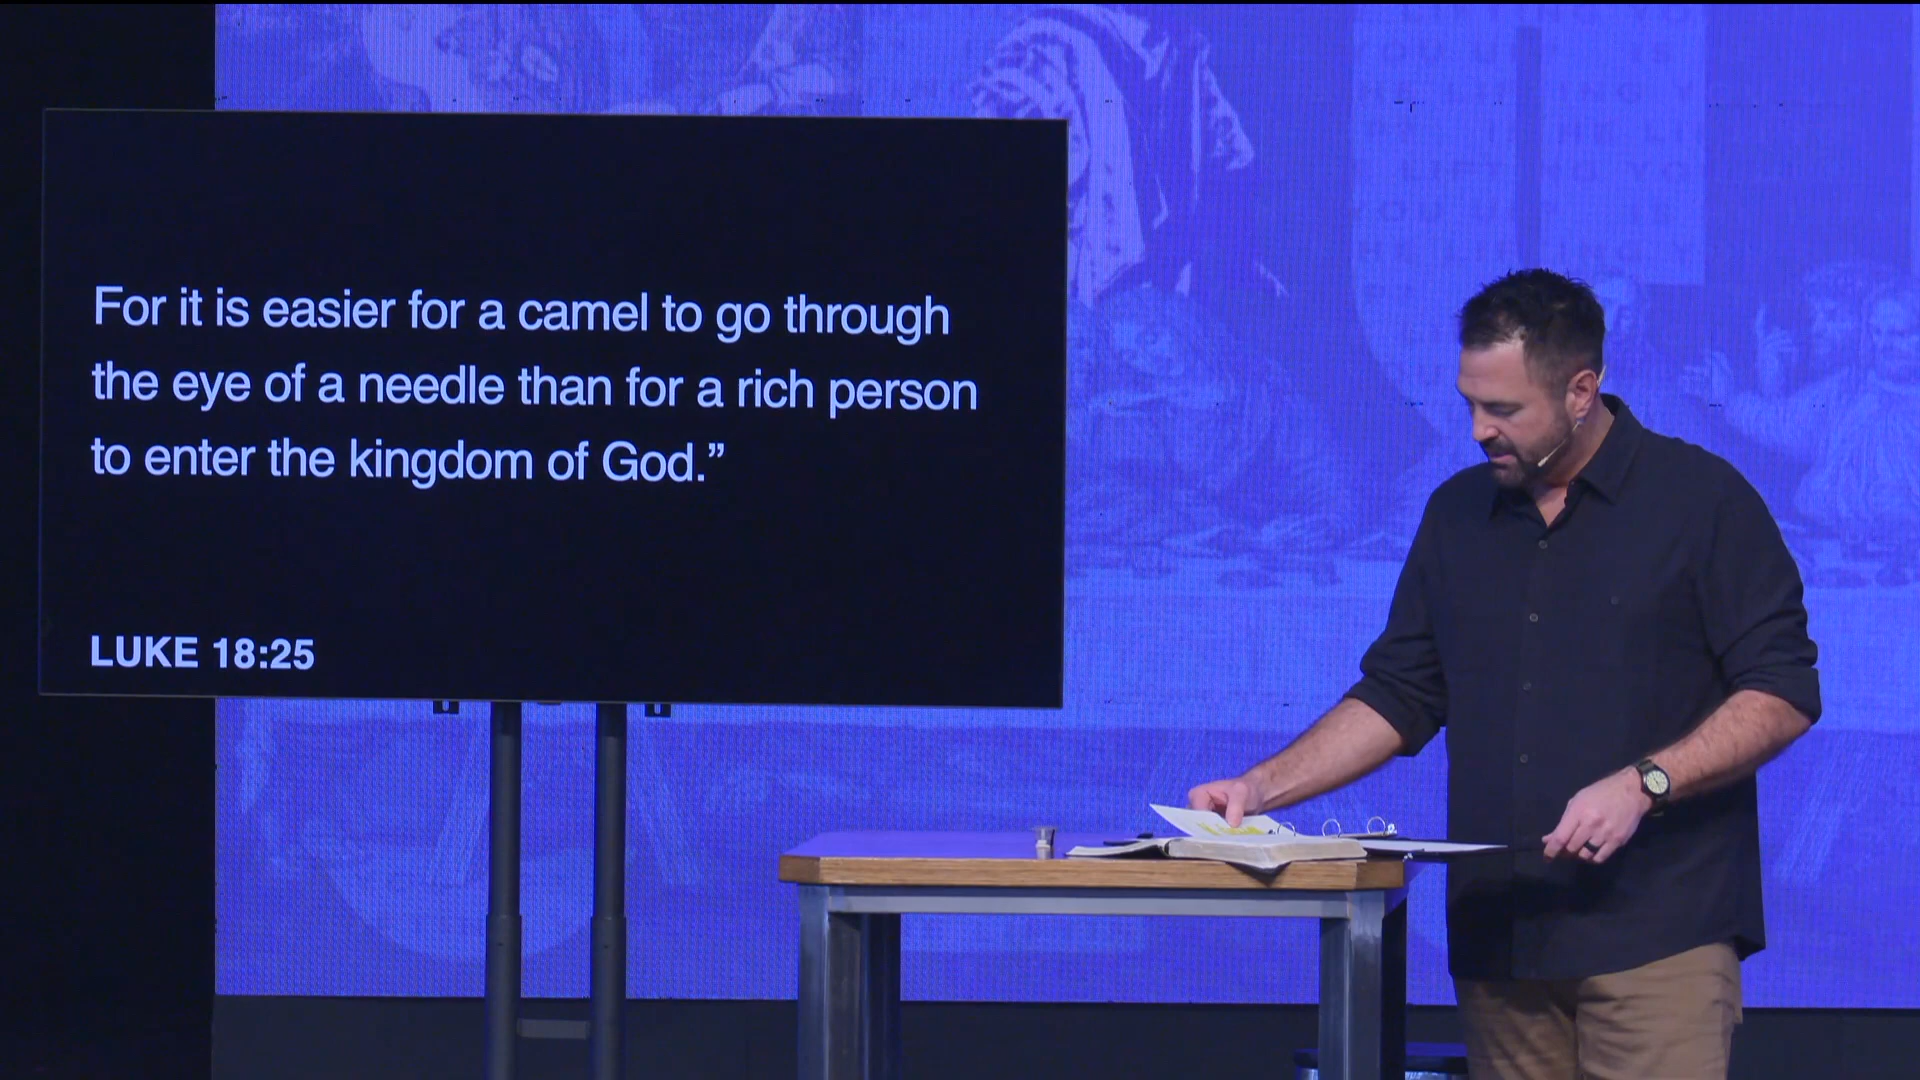 For it is easier for a camel to go through
the eye of a needle than for a rich person
to enter the kingdom of God.”
LUKE 18:25